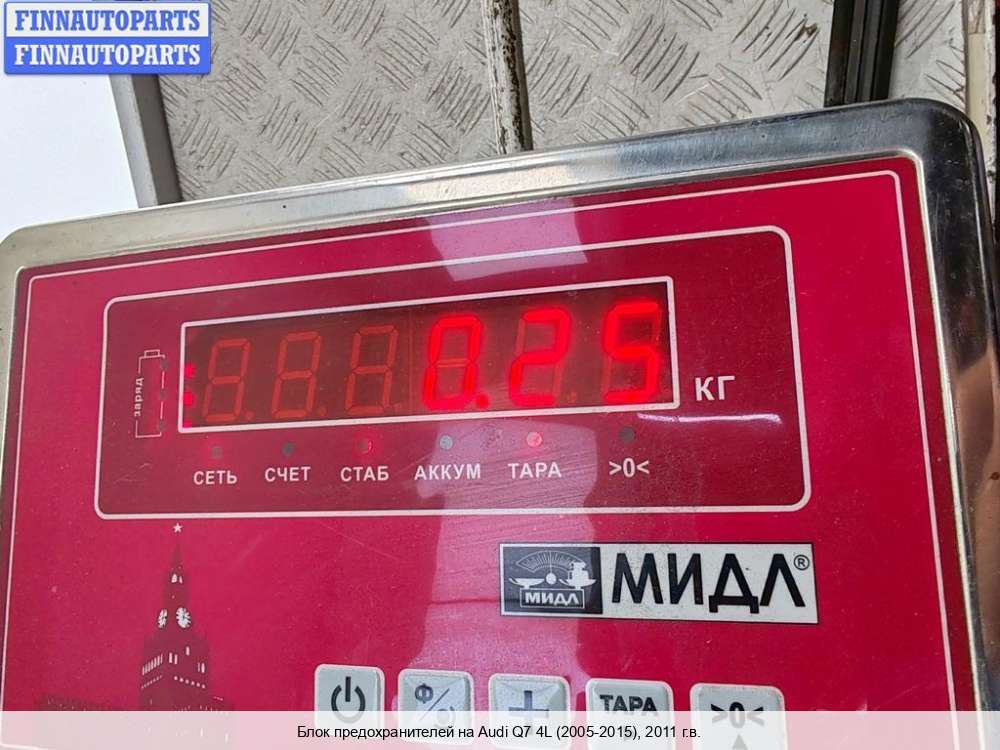 FINNAUTOPARTS
FINNAUTOPARTS
заряд
0.25
КГ
СЕТЬ СЧЕТ СТАБ АККУМ ТАРА >0<
МИДЛ
МИДЛ®
Ф/ ТАРА >0<
Блок предохранителей на Audi Q7 4L (2005-2015), 2011 г.в.